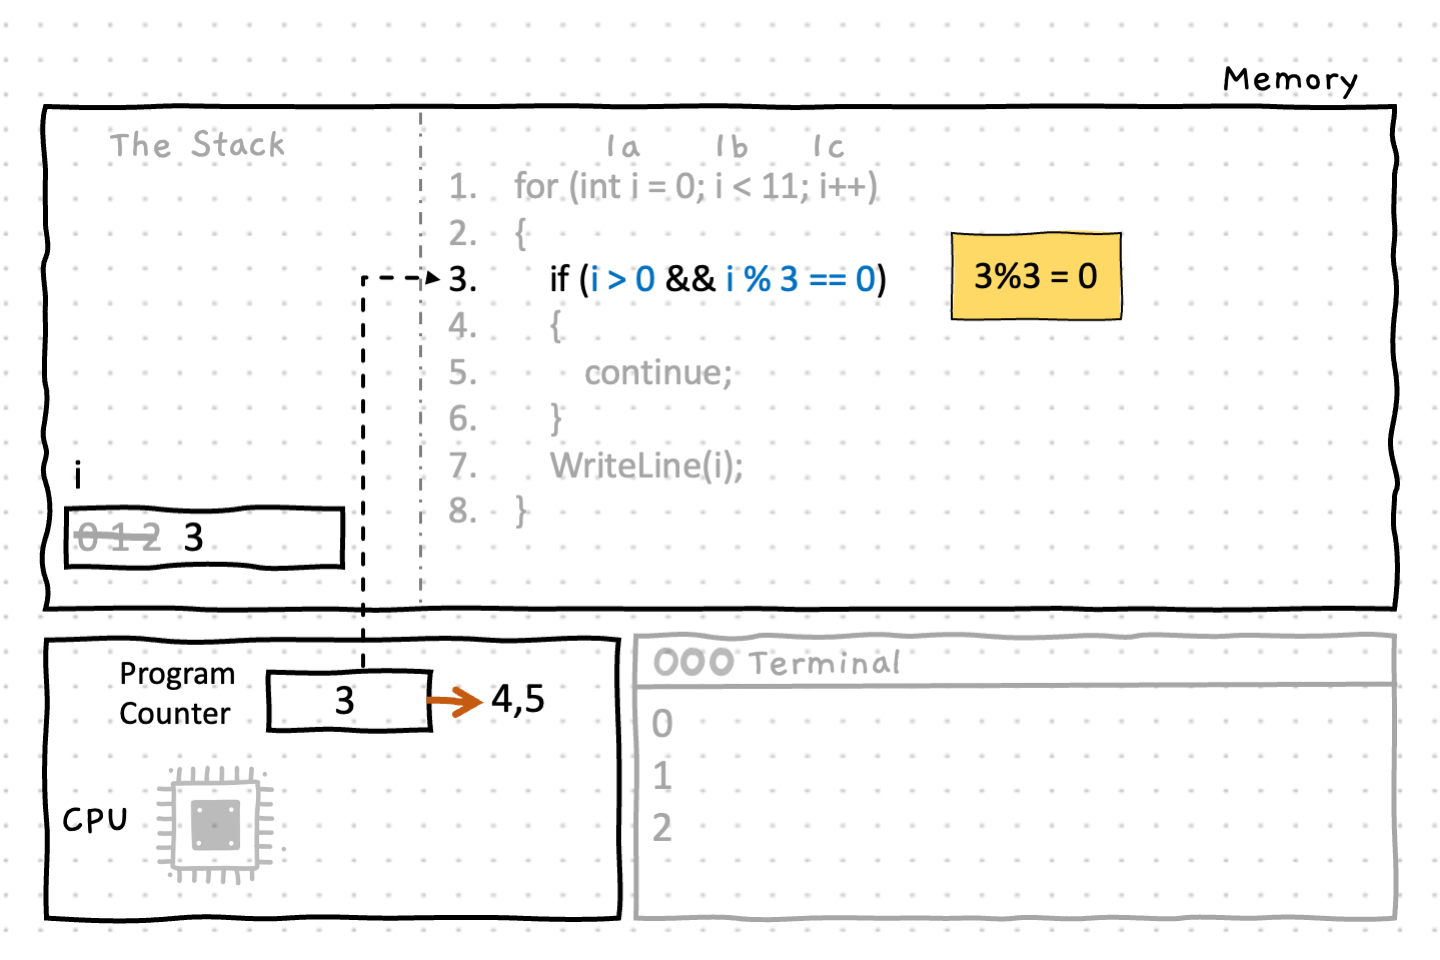 Memory
The Stack
1a 1b 1c
1. for (int i = 0; i < 11; i++)
2. {
3. if (i > 0 && i % 3 == 0)
3%3 = 0
4. {
5. continue;
6. }
7. WriteLine(i);
8. }
i
0 1 2 3
Program
Counter
3
4,5
CPU
Terminal
0
1
2